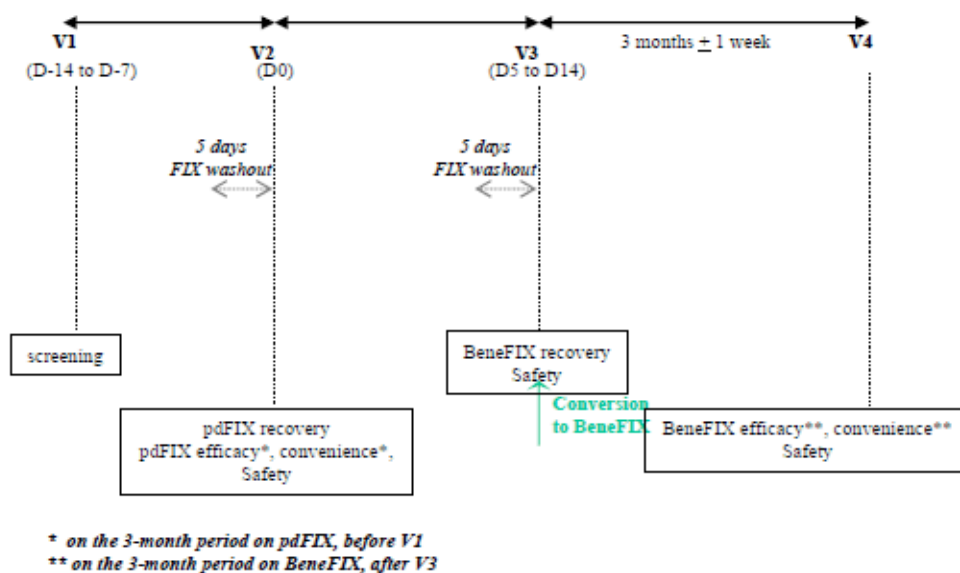 V1
(D-14 to D-7)
V2
(D0)
V3
(D5 to D14)
3 months ± 1 week
V4
5 days
FIX washout
5 days
FIX washout
screening
BeneFIX recovery
Safety
Conversion
to BeneFIX
pdFIX recovery
pdFIX efficacy*, convenience*,
Safety
BeneFIX efficacy**, convenience**
Safety
* on the 3-month period on pdFIX, before V1
** on the 3-month period on BeneFIX, after V3